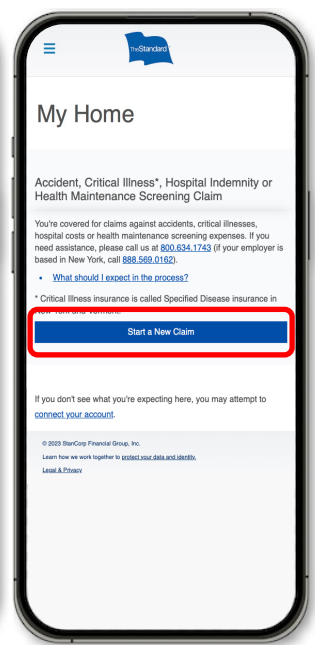 TheStandard
My Home
Accident, Critical Illness*, Hospital Indemnity or
Health Maintenance Screening Claim
You're covered for claims against accidents, critical illnesses,
hospital costs or health maintenance screening expenses. If you
need assistance, please call us at 800.634.1743 (if your employer is
based in New York, call 888.569.0162).
• What should I expect in the process?
* Critical Illness insurance is called Specified Disease insurance in
New York and Vermont.
Start a New Claim
If you don't see what you're expecting here, you may attempt to
connect your account.
© 2023 StanCorp Financial Group, Inc.
Learn how we work together to protect your data and identity.
Legal & Privacy